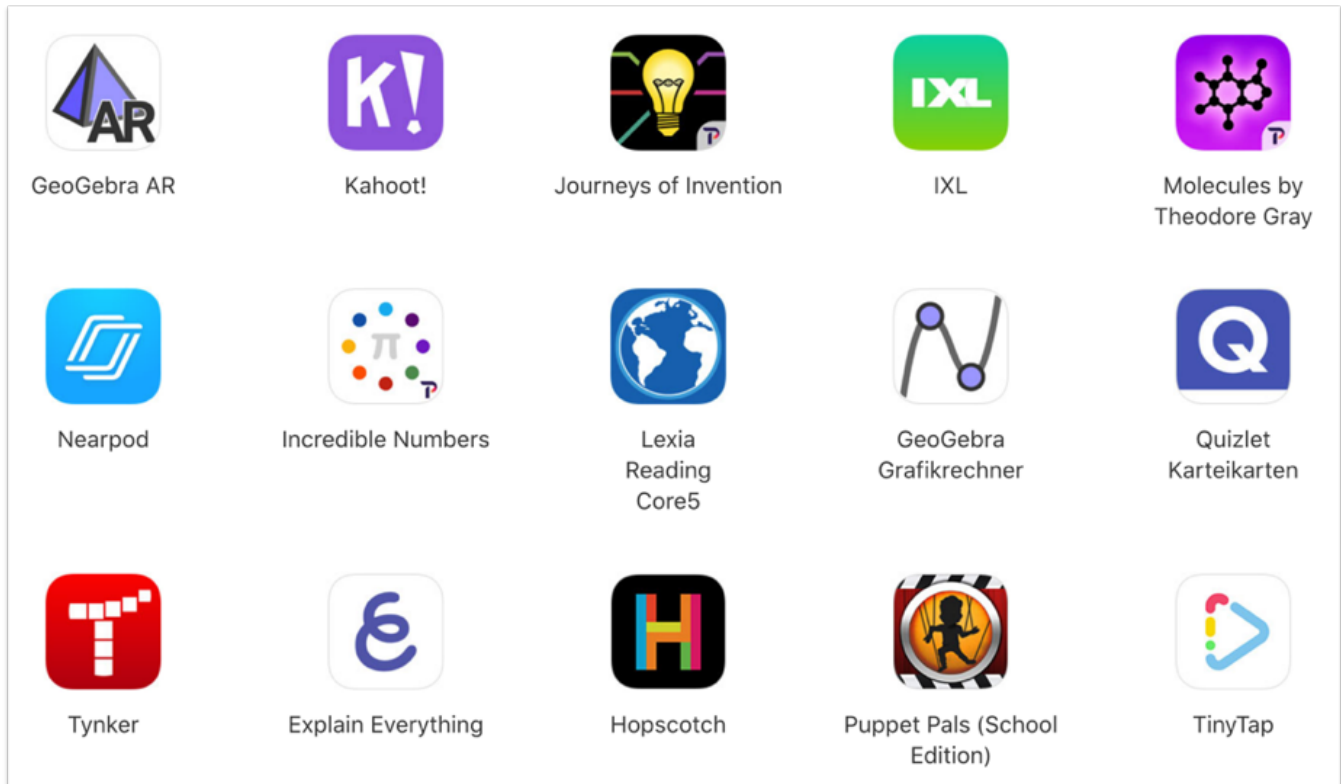 AR
K!
IXL
GeoGebra AR
Kahoot!
Journeys of Invention
IXL
Molecules by
Theodore Gray
π
Q
Nearpod
Incredible Numbers
Lexia
Reading
Core5
GeoGebra
Grafikrechner
Quizlet
Karteikarten
T
H
Tynker
Explain Everything
Hopscotch
Puppet Pals (School
Edition)
TinyTap